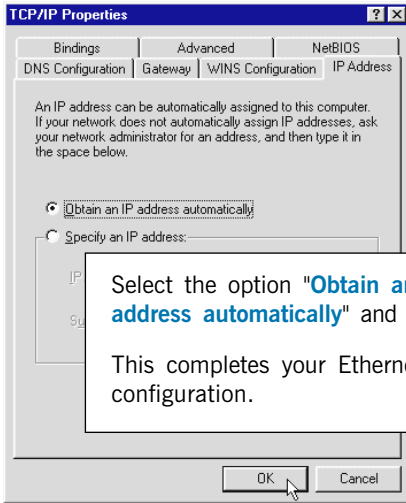 TCP/IP Properties
Bindings Advanced NetBIOS
DNS Configuration Gateway WINS Configuration IP Address
An IP address can be automatically assigned to this computer.
If your network does not automatically assign IP addresses, ask
your network administrator for an address, and then type it in
the space below.
Obtain an IP address automatically
Specify an IP address:
IP
Select the option "Obtain
address automatically" and
This completes your
configuration.
OK Cancel